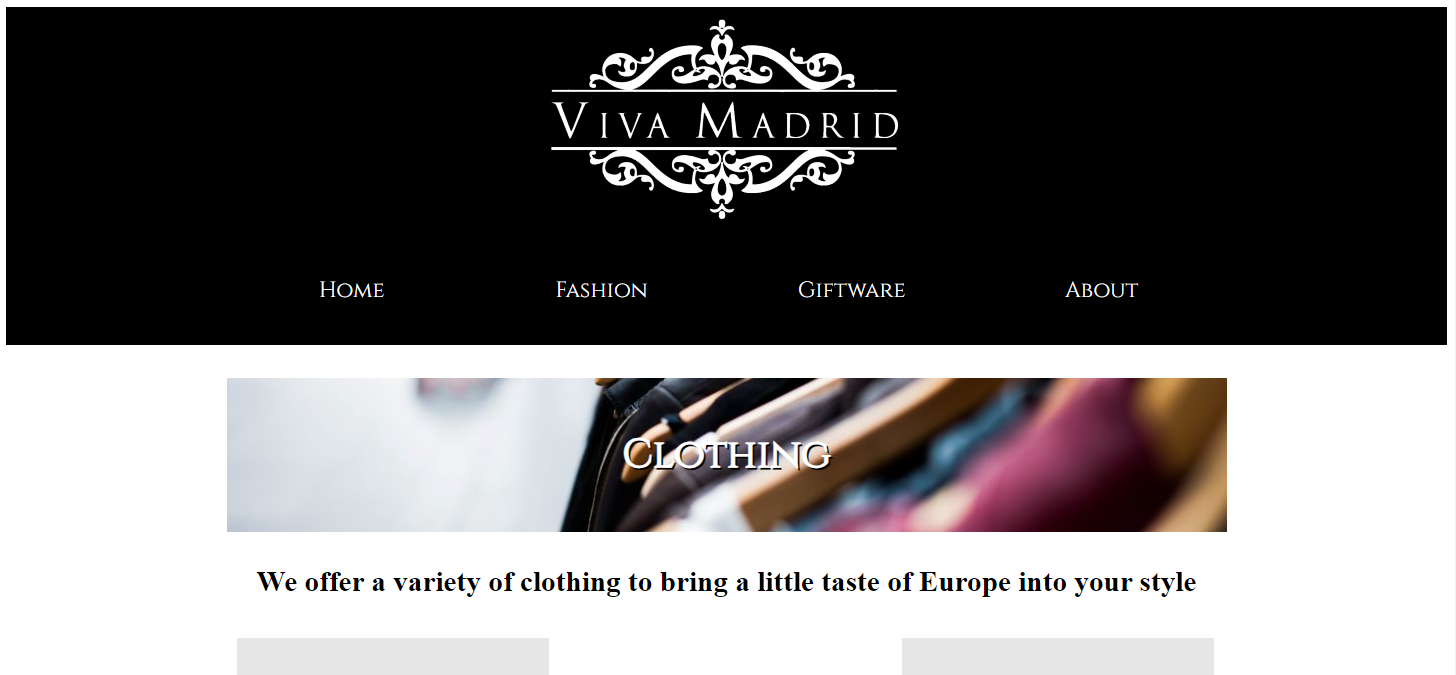 Viva Madrid
Home Fashion Giftware About
Clothing
We offer a variety of clothing to bring a little taste of Europe into your style